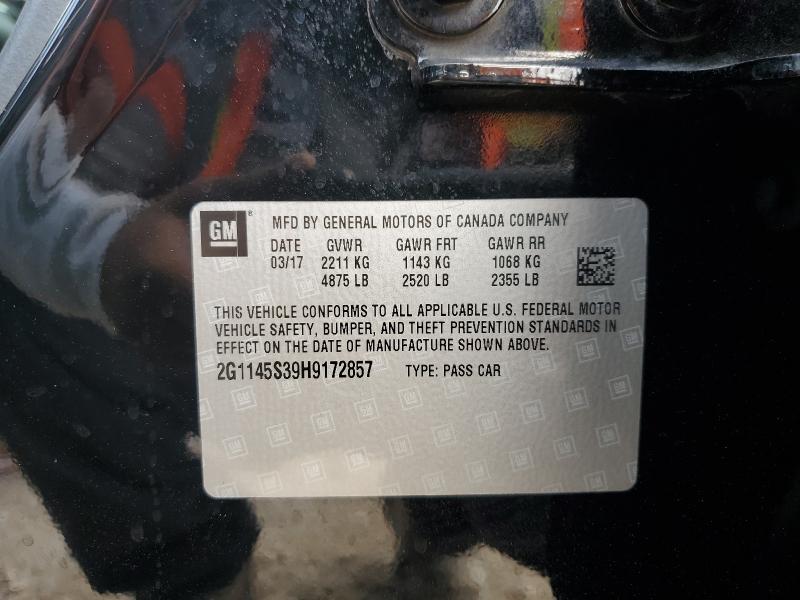 GM ® MFD BY GENERAL MOTORS OF CANADA COMPANY
DATE GVWR GAWR FRT GAWR RR
03/17 2211 KG 1143 KG 1068 KG
4875 LB 2520 LB 2355 LB
THIS VEHICLE CONFORMS TO ALL APPLICABLE U.S. FEDERAL MOTOR
VEHICLE SAFETY, BUMPER, AND THEFT PREVENTION STANDARDS IN
EFFECT ON THE DATE OF MANUFACTURE SHOWN ABOVE.
2G1145S39H9172857 TYPE: PASS CAR